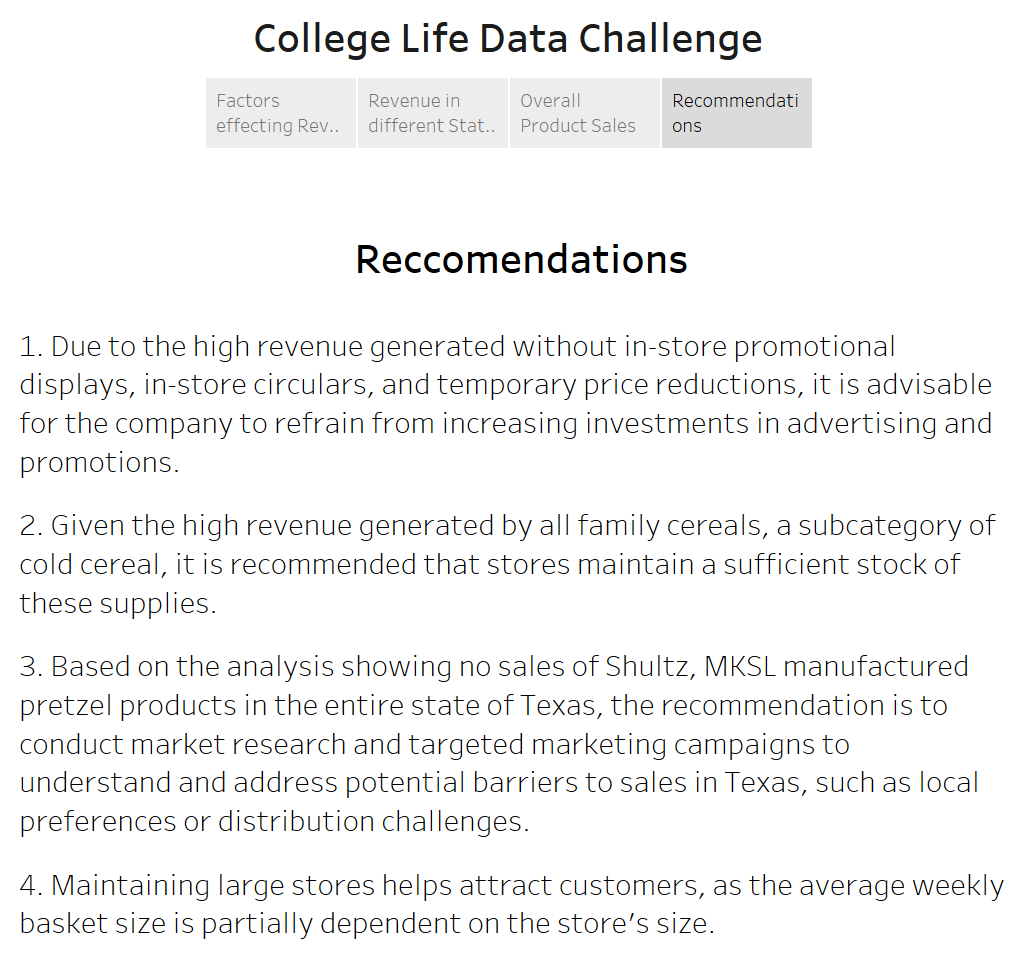 College Life Data Challenge
Factors
effecting Rev..
Revenue in
different Stat..
Overall
Product Sales
Recommendati
ons
Reccomendations
1. Due to the high revenue generated without in-store promotional
displays, in-store circulars, and temporary price reductions, it is advisable
for the company to refrain from increasing investments in advertising and
promotions.
2. Given the high revenue generated by all family cereals, a subcategory of
cold cereal, it is recommended that stores maintain a sufficient stock of
these supplies.
3. Based on the analysis showing no sales of Shultz, MKSL manufactured
pretzel products in the entire state of Texas, the recommendation is to
conduct market research and targeted marketing campaigns to
understand and address potential barriers to sales in Texas, such as local
preferences or distribution challenges.
4. Maintaining large stores helps attract customers, as the average weekly
basket size is partially dependent on the store’s size.